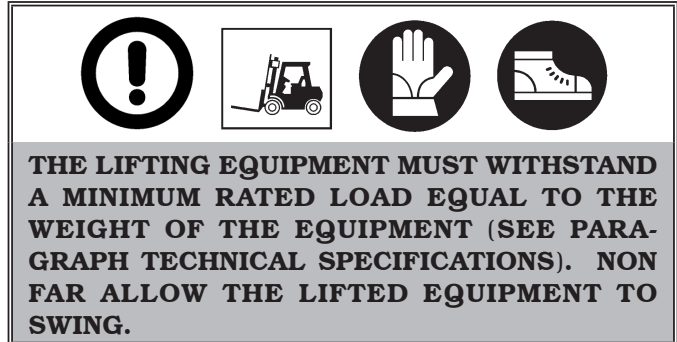 THE LIFTING EQUIPMENT MUST WITHSTAND
A MINIMUM RATED LOAD EQUAL TO THE
WEIGHT OF THE EQUIPMENT (SEE PARA-
GRAPH TECHNICAL SPECIFICATIONS). NON
FAR ALLOW THE LIFTED EQUIPMENT TO
SWING.